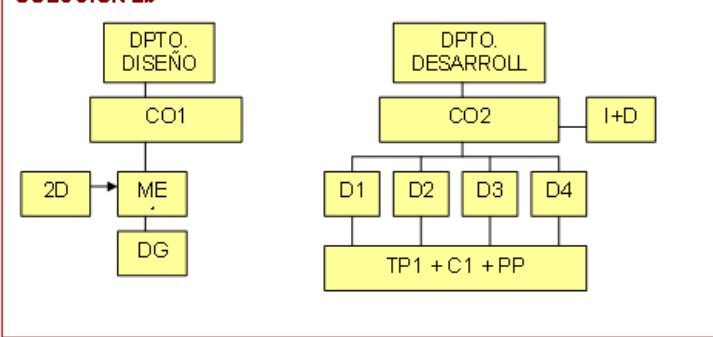 DPTO.
DISEÑO
CO1
2D
ME
DG
DPTO.
DESARROLL
CO2
I+D
D1
D2
D3
D4
TP1 + C1 + PP